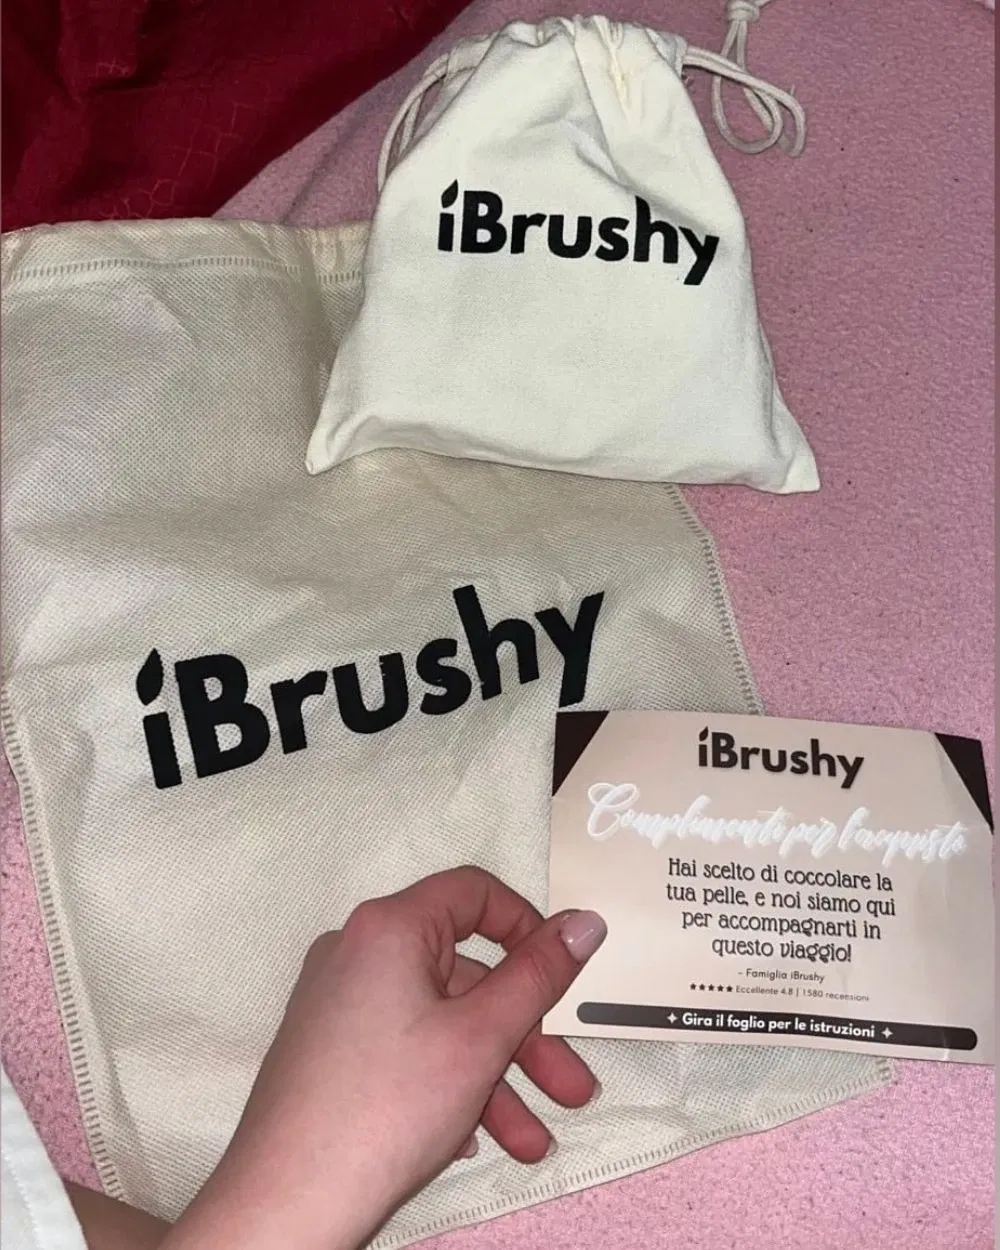 iBrushy
iBrushy
iBrushy
Complimenti per l'acquisto
Hai scelto di coccolare la
tua pelle, e noi siamo qui
per accompagnarti in
questo viaggio!
- Famiglia iBrushy
★★★★★ Eccellente 4.8 | 1580 recensioni
✦ Gira il foglio per le istruzioni ✦